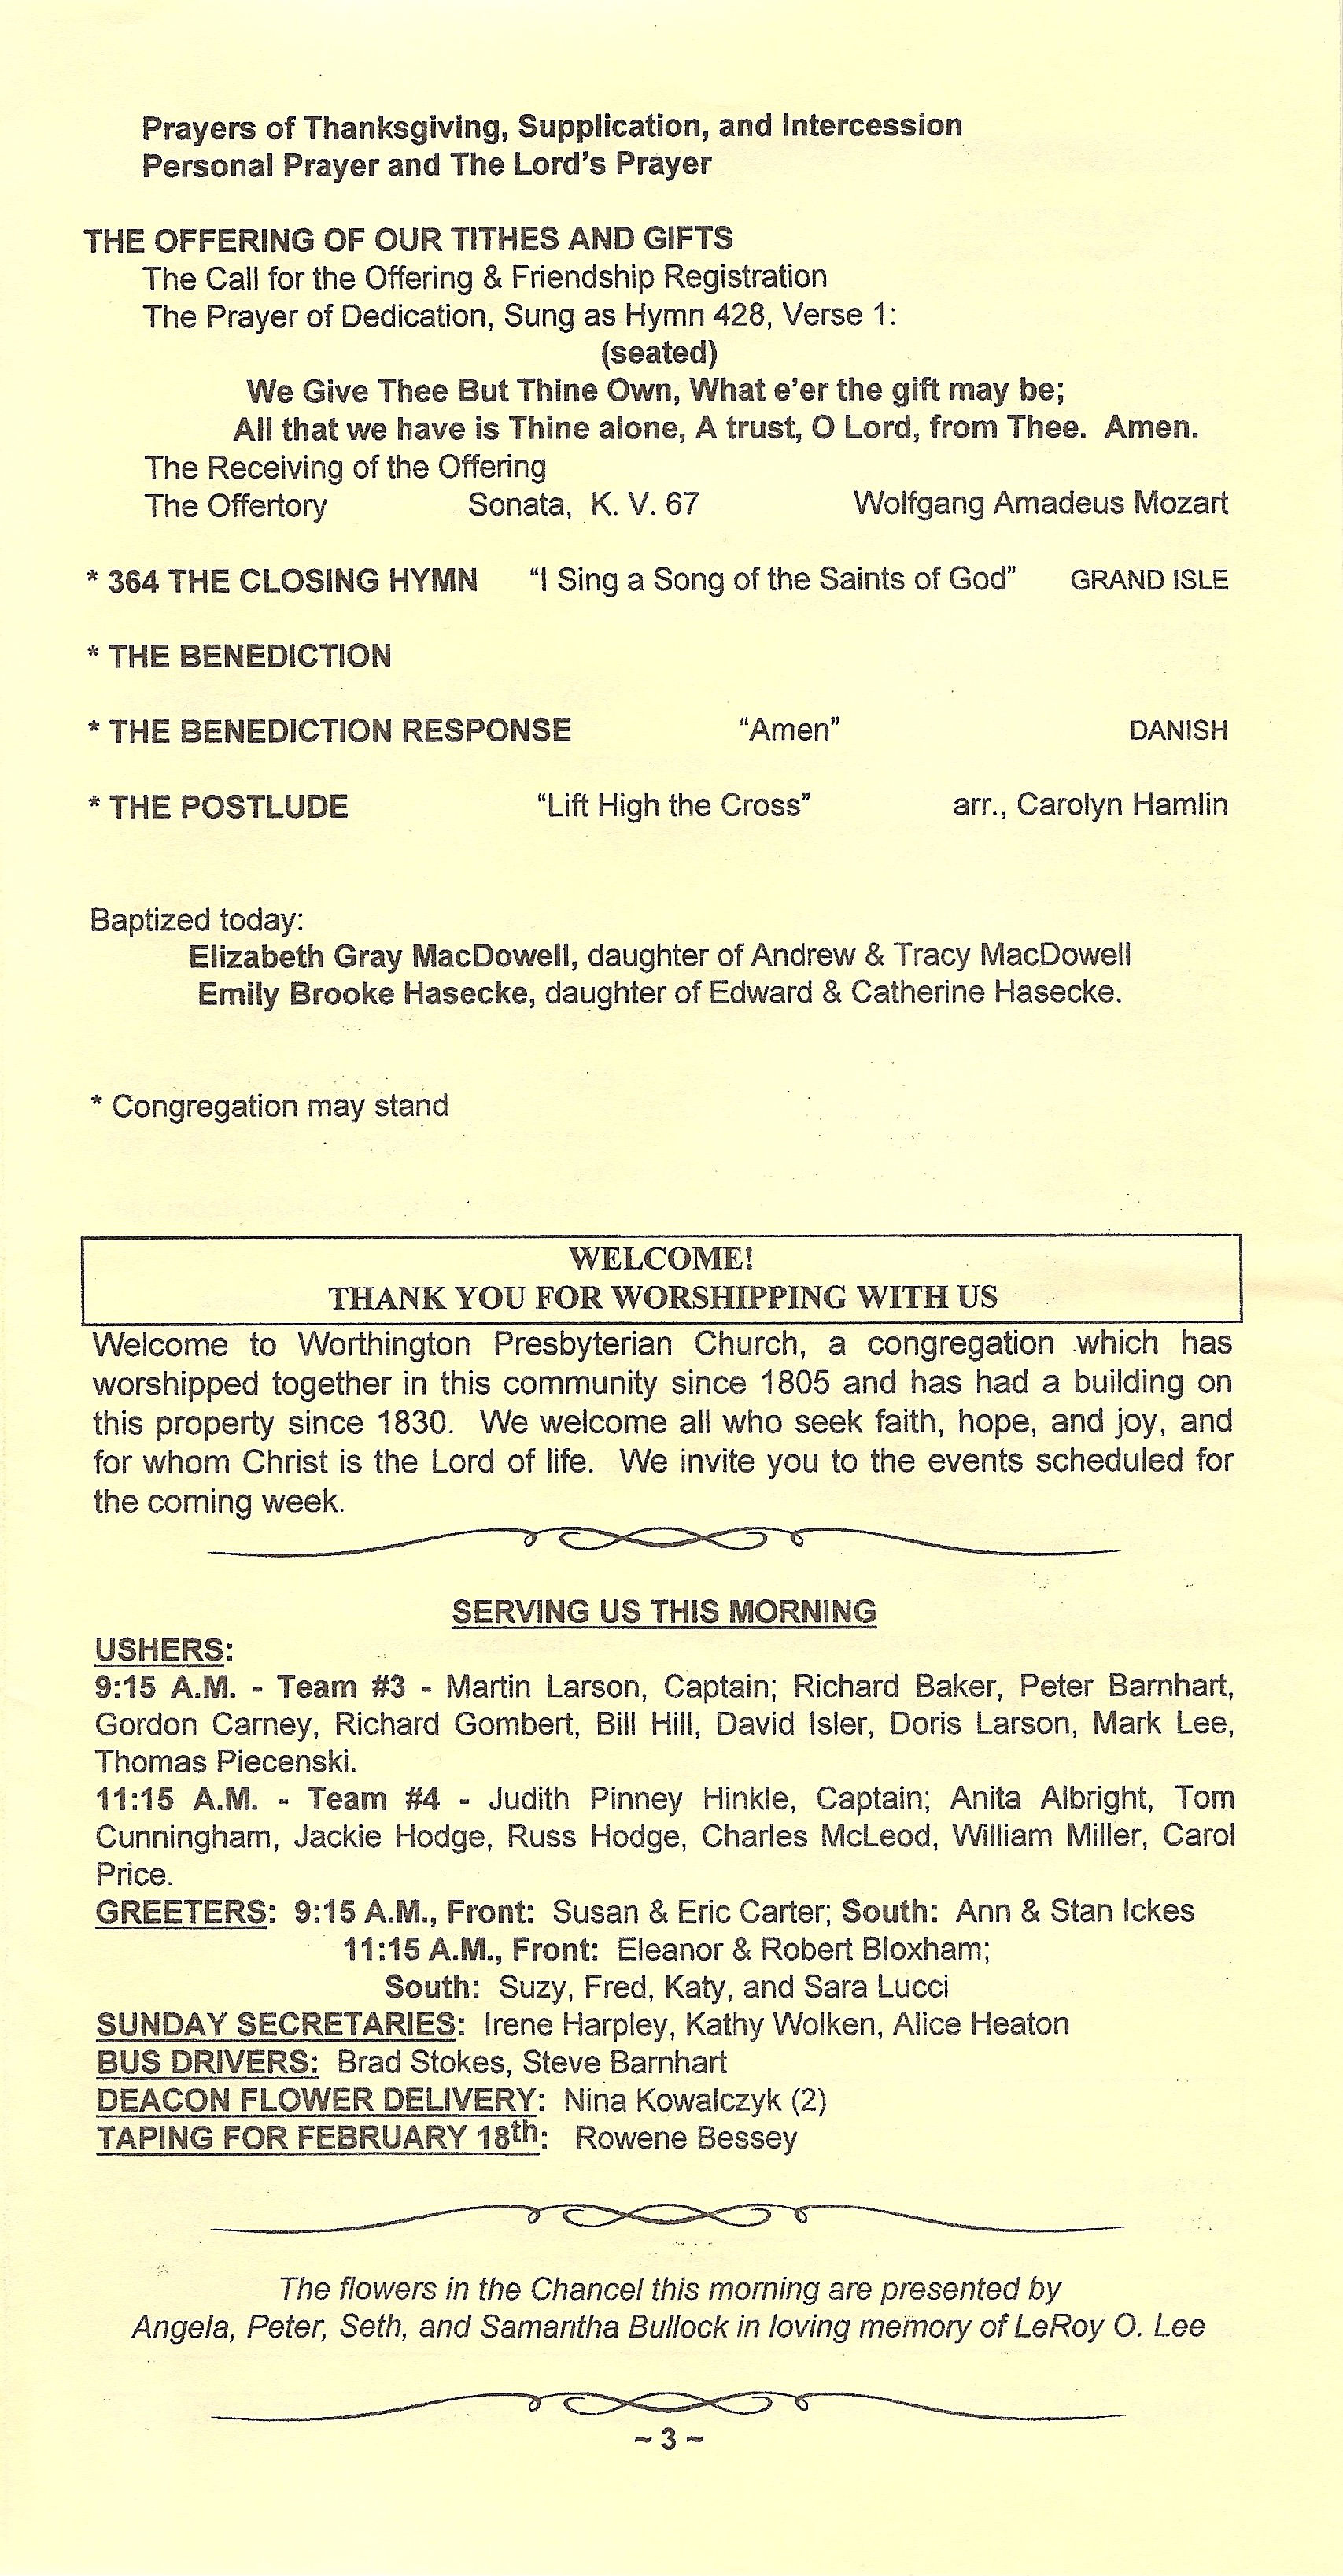 Prayers of Thanksgiving, Supplication, and Intercession
Personal Prayer and The Lord's Prayer
THE OFFERING OF OUR TITHES AND GIFTS
The Call for the Offering & Friendship Registration
The Prayer of Dedication, Sung as Hymn 428, Verse 1:
(seated)
We Give Thee But Thine Own, What e'er the gift may be;
All that we have is Thine alone, A trust, O Lord, from Thee. Amen.
The Receiving of the Offering
The Offertory Sonata, K. V. 67 Wolfgang Amadeus Mozart
* 364 THE CLOSING HYMN “I Sing a Song of the Saints of God” GRAND ISLE
* THE BENEDICTION
* THE BENEDICTION RESPONSE “Amen” DANISH
* THE POSTLUDE “Lift High the Cross” arr., Carolyn Hamlin
Baptized today:
Elizabeth Gray MacDowell, daughter of Andrew & Tracy MacDowell
Emily Brooke Hasecke, daughter of Edward & Catherine Hasecke.
* Congregation may stand
WELCOME!
THANK YOU FOR WORSHIPPING WITH US
Welcome to Worthington Presbyterian Church, a congregation which has
worshipped together in this community since 1805 and has had a building on
this property since 1830. We welcome all who seek faith, hope, and joy, and
for whom Christ is the Lord of life. We invite you to the events scheduled for
the coming week.
SERVING US THIS MORNING
USHERS:
9:15 A.M. - Team #3 - Martin Larson, Captain; Richard Baker, Peter Barnhart,
Gordon Carney, Richard Gombert, Bill Hill, David Isler, Doris Larson, Mark Lee,
Thomas Piecenski.
11:15 A.M. - Team #4 - Judith Pinney Hinkle, Captain; Anita Albright, Tom
Cunningham, Jackie Hodge, Russ Hodge, Charles McLeod, William Miller, Carol
Price.
GREETERS: 9:15 A.M., Front: Susan & Eric Carter; South: Ann & Stan Ickes
11:15 A.M., Front: Eleanor & Robert Bloxham;
South: Suzy, Fred, Katy, and Sara Lucci
SUNDAY SECRETARIES: Irene Harpley, Kathy Wolken, Alice Heaton
BUS DRIVERS: Brad Stokes, Steve Barnhart
DEACON FLOWER DELIVERY: Nina Kowalczyk (2)
TAPING FOR FEBRUARY 18th: Rowene Bessey
The flowers in the Chancel this morning are presented by
Angela, Peter, Seth, and Samantha Bullock in loving memory of LeRoy O. Lee
~ 3 ~